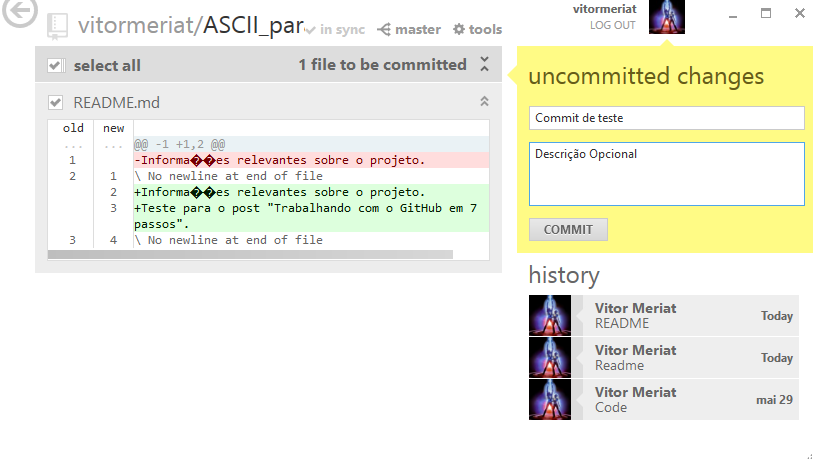 vitormeriat/ASCII_par
in sync
master
tools
vitormeriat
LOG OUT
select all
1 file to be committed
README.md
old new
... ... @@ -1 +1,2 @@
1 -Informa��es relevantes sobre o projeto.
2 1 \ No newline at end of file
2 +Informa��es relevantes sobre o projeto.
3 +Teste para o post "Trabalhando com o GitHub em 7
passos".
3 4 \ No newline at end of file
uncommitted changes
Commit de teste
Descrição Opcional
COMMIT
history
Vitor Meriat
README
Today
Vitor Meriat
Readme
Today
Vitor Meriat
Code
mai 29